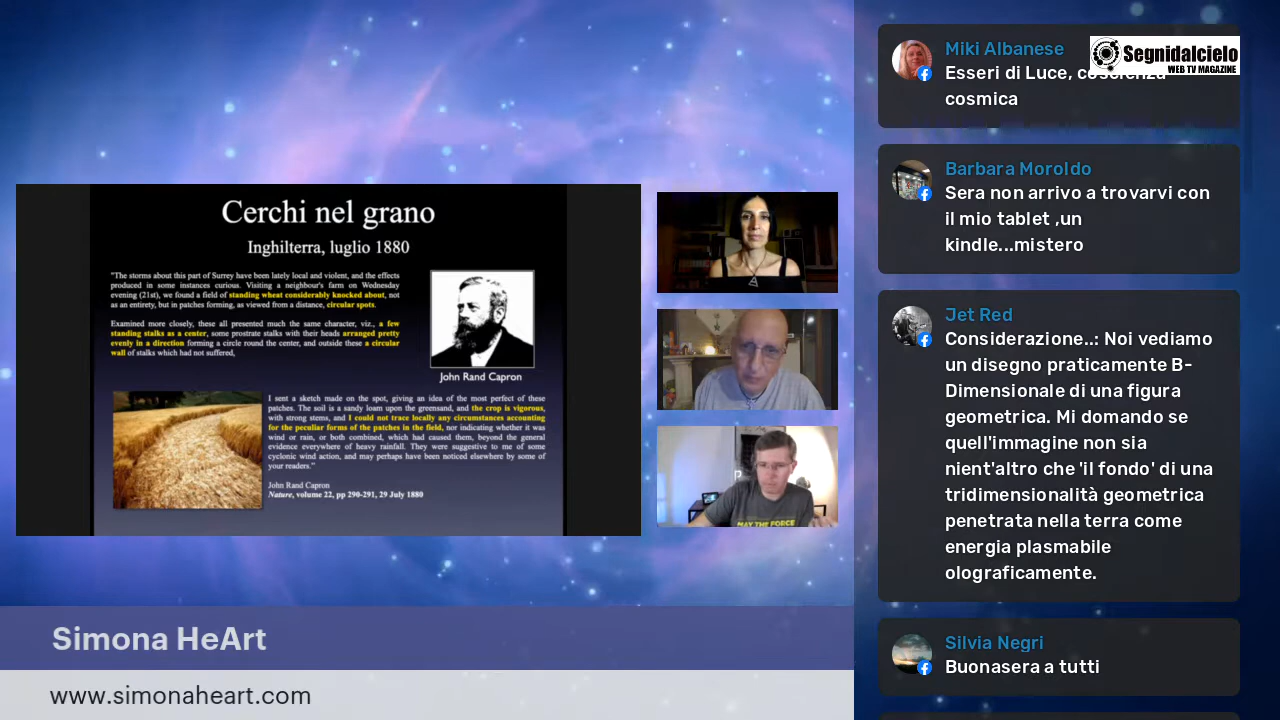 Cerchi nel grano
Inghilterra, luglio 1880
"The storms about this part of Surrey have been lately local and violent, and the effects
produced in some instances curious. Visiting a neighbour's farm on Wednesday
evening (21st), we found a field of standing wheat considerably knocked about, not
as an entirety, but in patches forming, as viewed from a distance, circular spots.
Examined more closely, these all presented much the same character, viz., a few
standing stalks as a center, some prostrate stalks with their heads arranged pretty
evenly in a direction forming a circle round the center, and outside these a circular
wall of stalks which had not suffered,
John Rand Capron
I sent a sketch made on the spot, giving an idea of the most perfect of these
patches. The soil is a sandy loam upon the greensand, and the crop is vigorous,
with strong stems, and I could not trace locally any circumstances accounting
for the peculiar forms of the patches in the field, nor indicating whether it was
wind or rain, or both combined, which had caused them, beyond the general
evidence everywhere of heavy rainfall. They were suggestive to me of some
cyclonic wind action, and may perhaps have been noticed elsewhere by some of
your readers."
John Rand Capron
Nature, volume 22, pp 290-291, 29 July 1880
MAY THE FORCE
Simona HeArt
www.simonaheart.com
Segnidalcielo
WEB TV MAGAZINE
Miki Albanese
Esseri di Luce, coscienza
cosmica
Barbara Moroldo
Sera non arrivo a trovarvi con
il mio tablet ,un
kindle...mistero
Jet Red
Considerazione..: Noi vediamo
un disegno praticamente B-
Dimensionale di una figura
geometrica. Mi domando se
quell'immagine non sia
nient'altro che 'il fondo' di una
tridimensionalità geometrica
penetrata nella terra come
energia plasmabile
olograficamente.
Silvia Negri
Buonasera a tutti